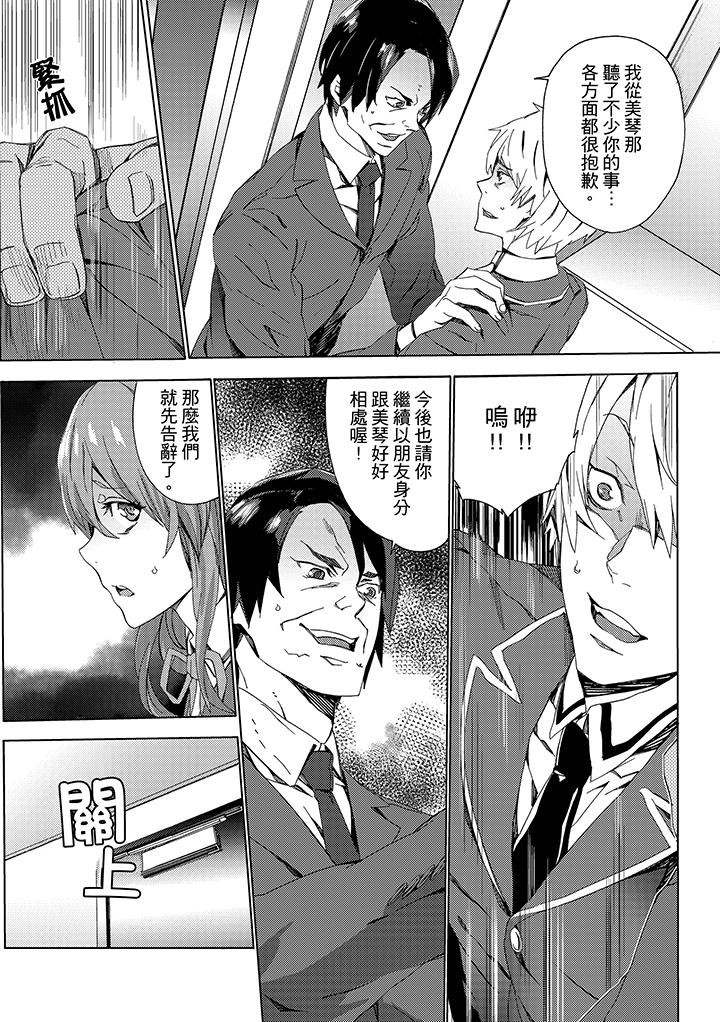 我從美琴那
聽了不少你的事…
各方面都很抱歉。
緊抓
咿
嗚!!
今後也請你
繼續以朋友身分
跟美琴好好
相處喔！
那麼我們
就先告辭了。
關上